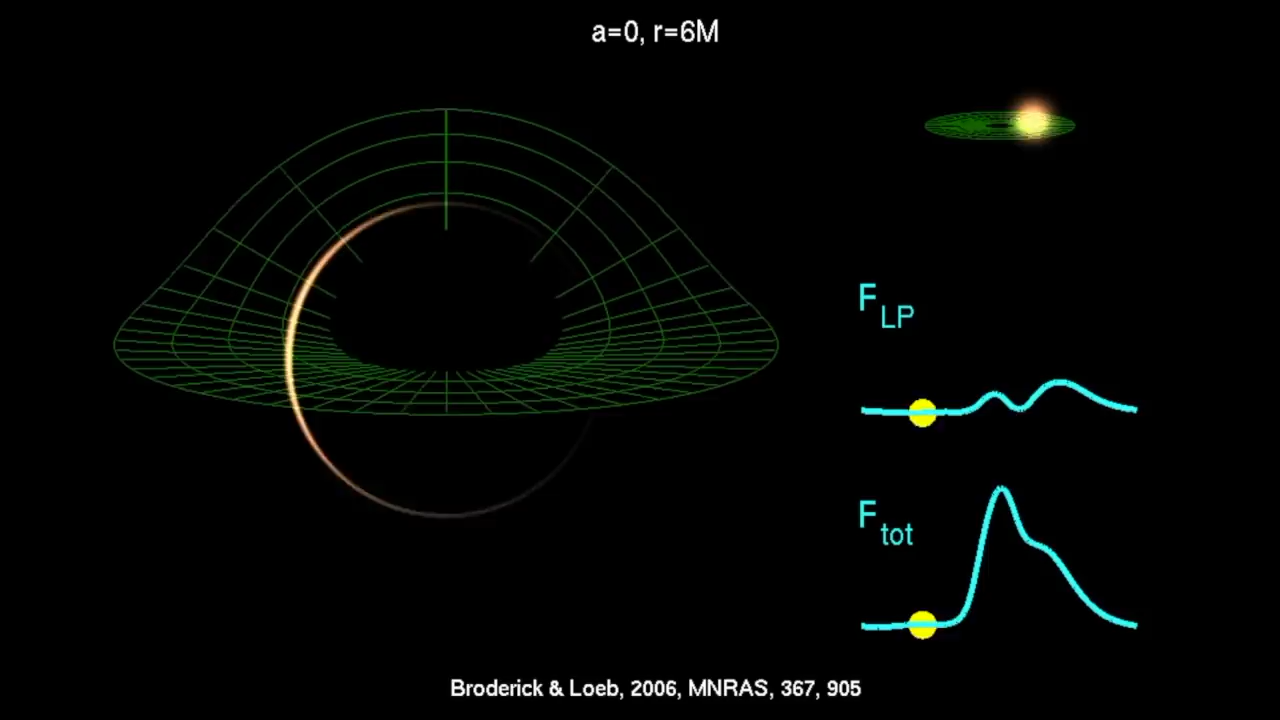 a=0, r=6M
F_LP
F_tot
Broderick & Loeb, 2006, MNRAS, 367, 905